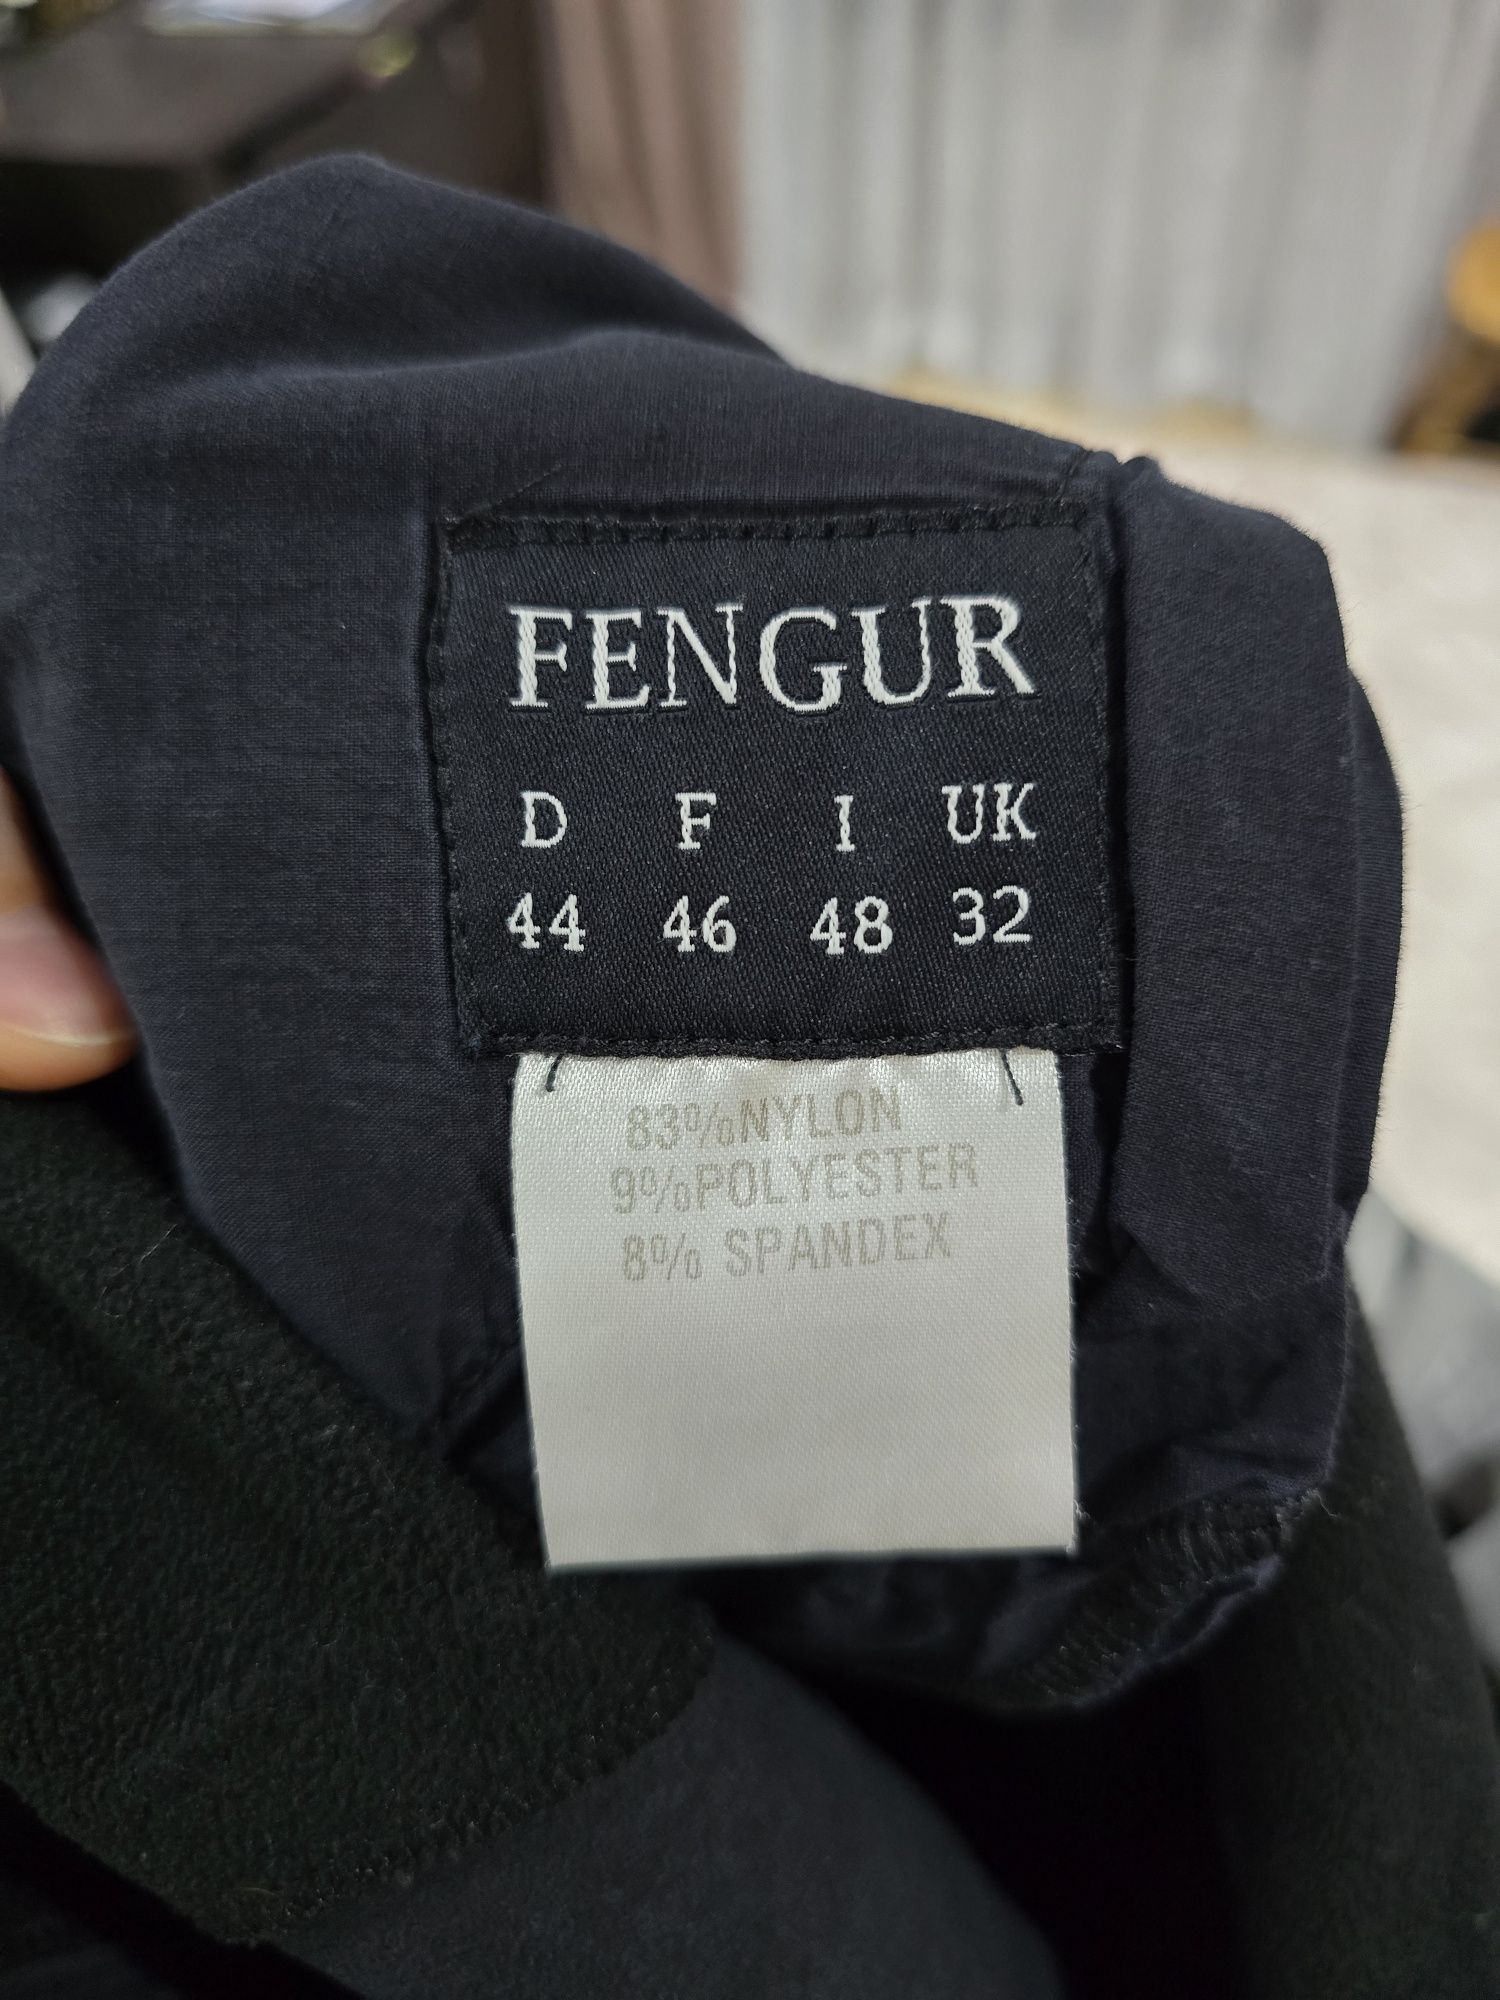 FENGUR
D F I UK
44 46 48 32
83%NYLON
9%POLYESTER
8% SPANDEX